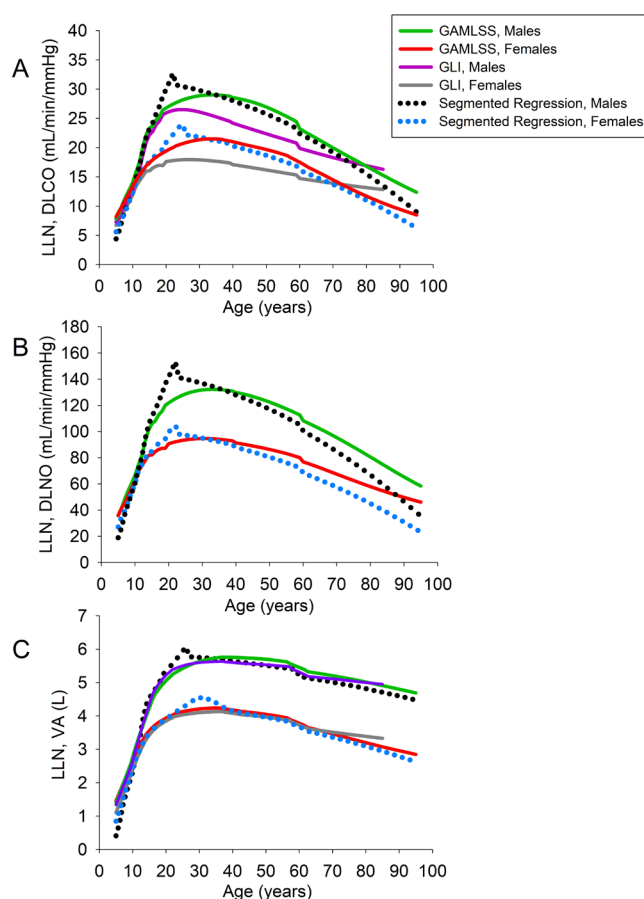 A
LLN, DLCO (mL/min/mmHg)
40
35
30
25
20
15
10
5
0
0 10 20 30 40 50 60 70 80 90 100
Age (years)
GAMLSS, Males
GAMLSS, Females
GLI, Males
GLI, Females
Segmented Regression, Males
Segmented Regression, Females
B
LLN, DLNO (mL/min/mmHg)
180
160
140
120
100
80
60
40
20
0
0 10 20 30 40 50 60 70 80 90 100
Age (years)
C
LLN, VA (L)
7
6
5
4
3
2
1
0
0 10 20 30 40 50 60 70 80 90 100
Age (years)